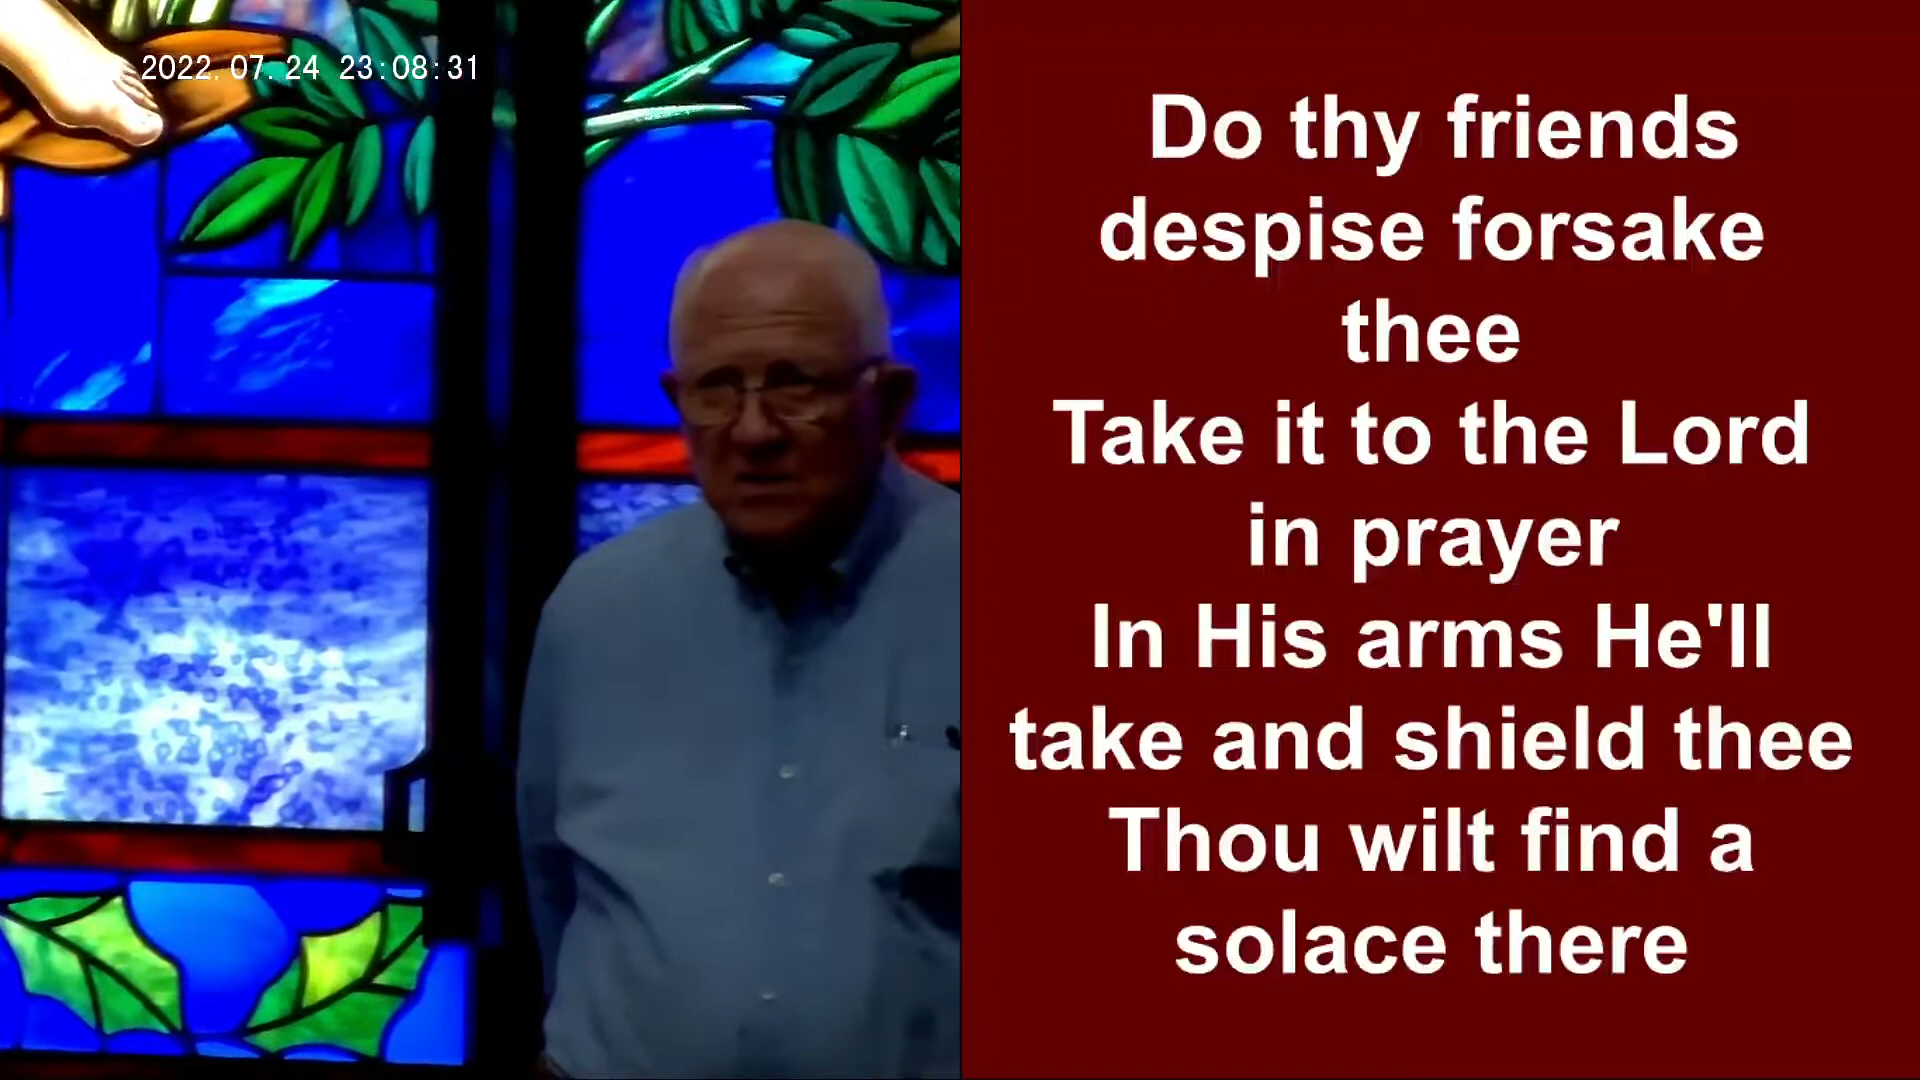 2022.07.24 23:08:31
Do thy friends
despise forsake
thee
Take it to the Lord
in prayer
In His arms He'll
take and shield thee
Thou wilt find a
solace there